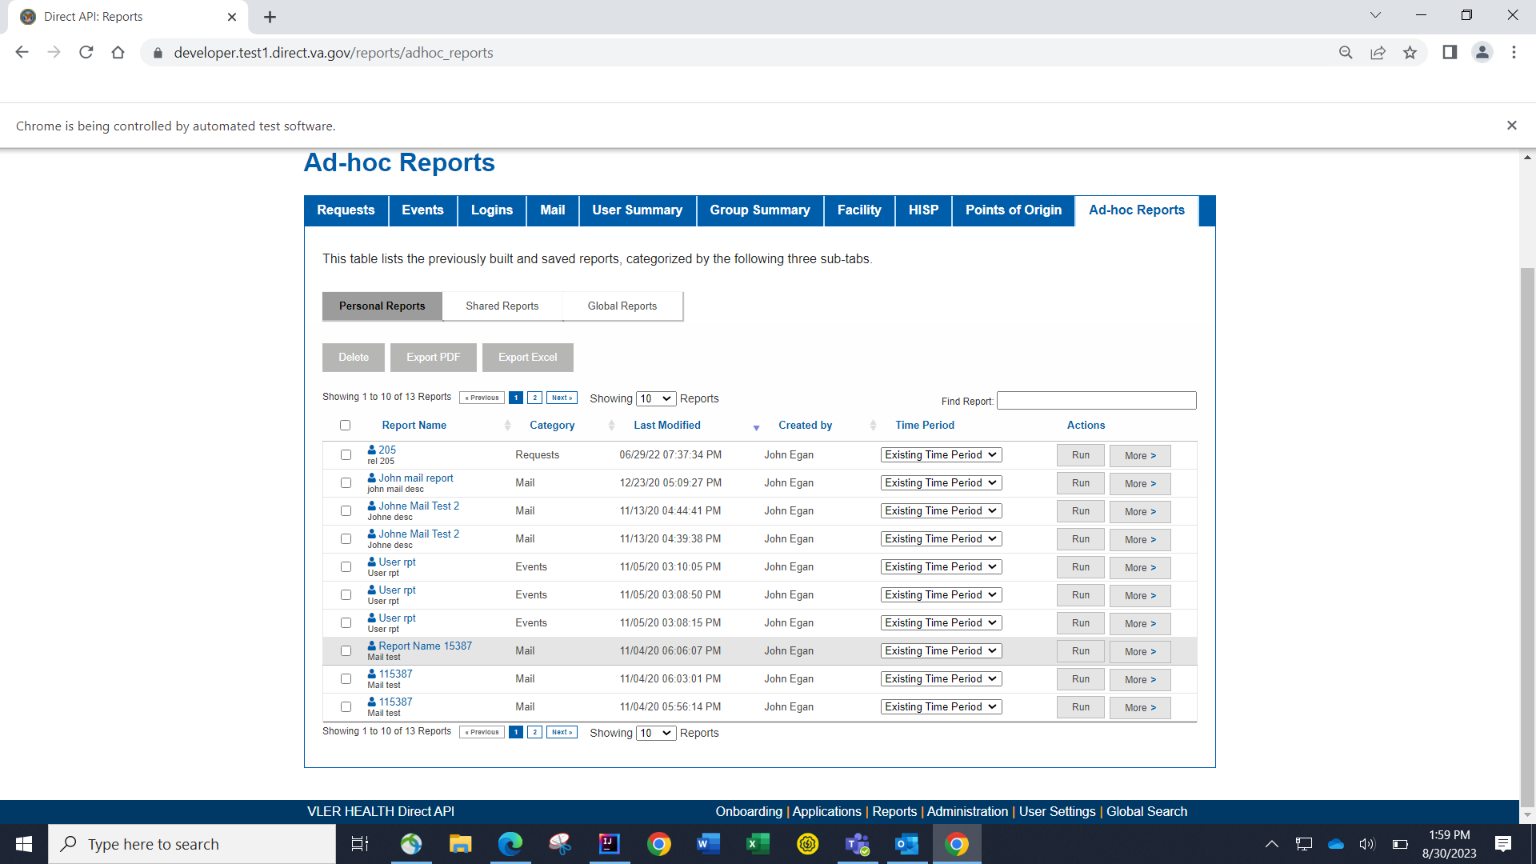 Direct API: Reports
developer.test1.direct.va.gov/reports/adhoc_reports
Chrome is being controlled by automated test software.
Ad-hoc Reports
Requests Events Logins Mail User Summary Group Summary Facility HISP Points of Origin Ad-hoc Reports
This table lists the previously built and saved reports, categorized by the following three sub-tabs.
Personal Reports Shared Reports Global Reports
Delete Export PDF Export Excel
Showing 1 to 10 of 13 Reports « Previous 1 2 Next » Showing 10 Reports Find Report:
Report Name Category Last Modified Created by Time Period Actions
205 Requests 06/29/22 07:37:34 PM John Egan Existing Time Period Run More >
rel 205
John mail report Mail 12/23/20 05:09:27 PM John Egan Existing Time Period Run More >
john mail desc
Johne Mail Test 2 Mail 11/13/20 04:44:41 PM John Egan Existing Time Period Run More >
Johne desc
Johne Mail Test 2 Mail 11/13/20 04:39:38 PM John Egan Existing Time Period Run More >
Johne desc
User rpt Events 11/05/20 03:10:05 PM John Egan Existing Time Period Run More >
User rpt
User rpt Events 11/05/20 03:08:50 PM John Egan Existing Time Period Run More >
User rpt
User rpt Events 11/05/20 03:08:15 PM John Egan Existing Time Period Run More >
User rpt
Report Name 15387 Mail 11/04/20 06:06:07 PM John Egan Existing Time Period Run More >
Mail test
115387 Mail 11/04/20 06:03:01 PM John Egan Existing Time Period Run More >
Mail test
115387 Mail 11/04/20 05:56:14 PM John Egan Existing Time Period Run More >
Mail test
Showing 1 to 10 of 13 Reports « Previous 1 2 Next » Showing 10 Reports
VLER HEALTH Direct API Onboarding | Applications | Reports | Administration | User Settings | Global Search
Type here to search
1:59 PM
8/30/2023